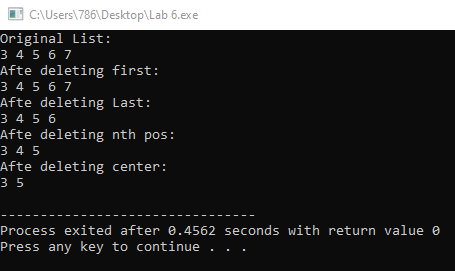 C:\Users\786\Desktop\Lab 6.exe
Original List:
3 4 5 6 7
Afte deleting first:
3 4 5 6 7
Afte deleting Last:
3 4 5 6
Afte deleting nth pos:
3 4 5
Afte deleting center:
3 5
--------------------------------
Process exited after 0.4562 seconds with return value 0
Press any key to continue . . .